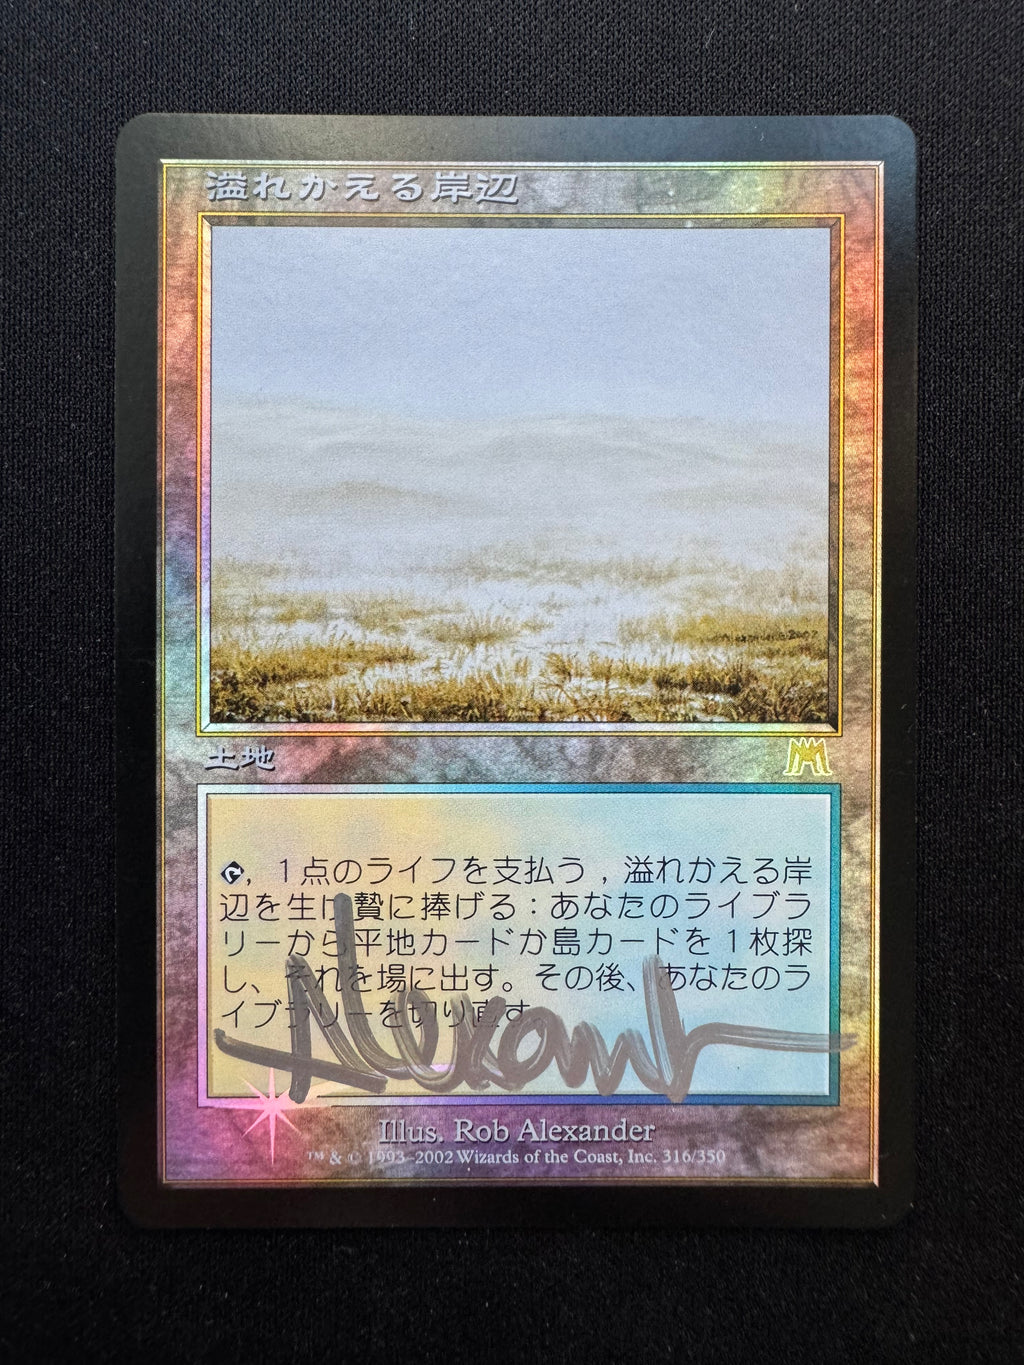 溢れかえる岸辺
土地
, 1点のライフを支払う , 溢れかえる岸
辺を生け贄に捧げる:あなたのライブラ
リーから平地カードか島カードを1枚探
し、それを場に出す。その後、あなたのラ
イブラリーを切り直す。
Alexander
Illus. Rob Alexander
™ & © 1993–2002 Wizards of the Coast, Inc. 316/350